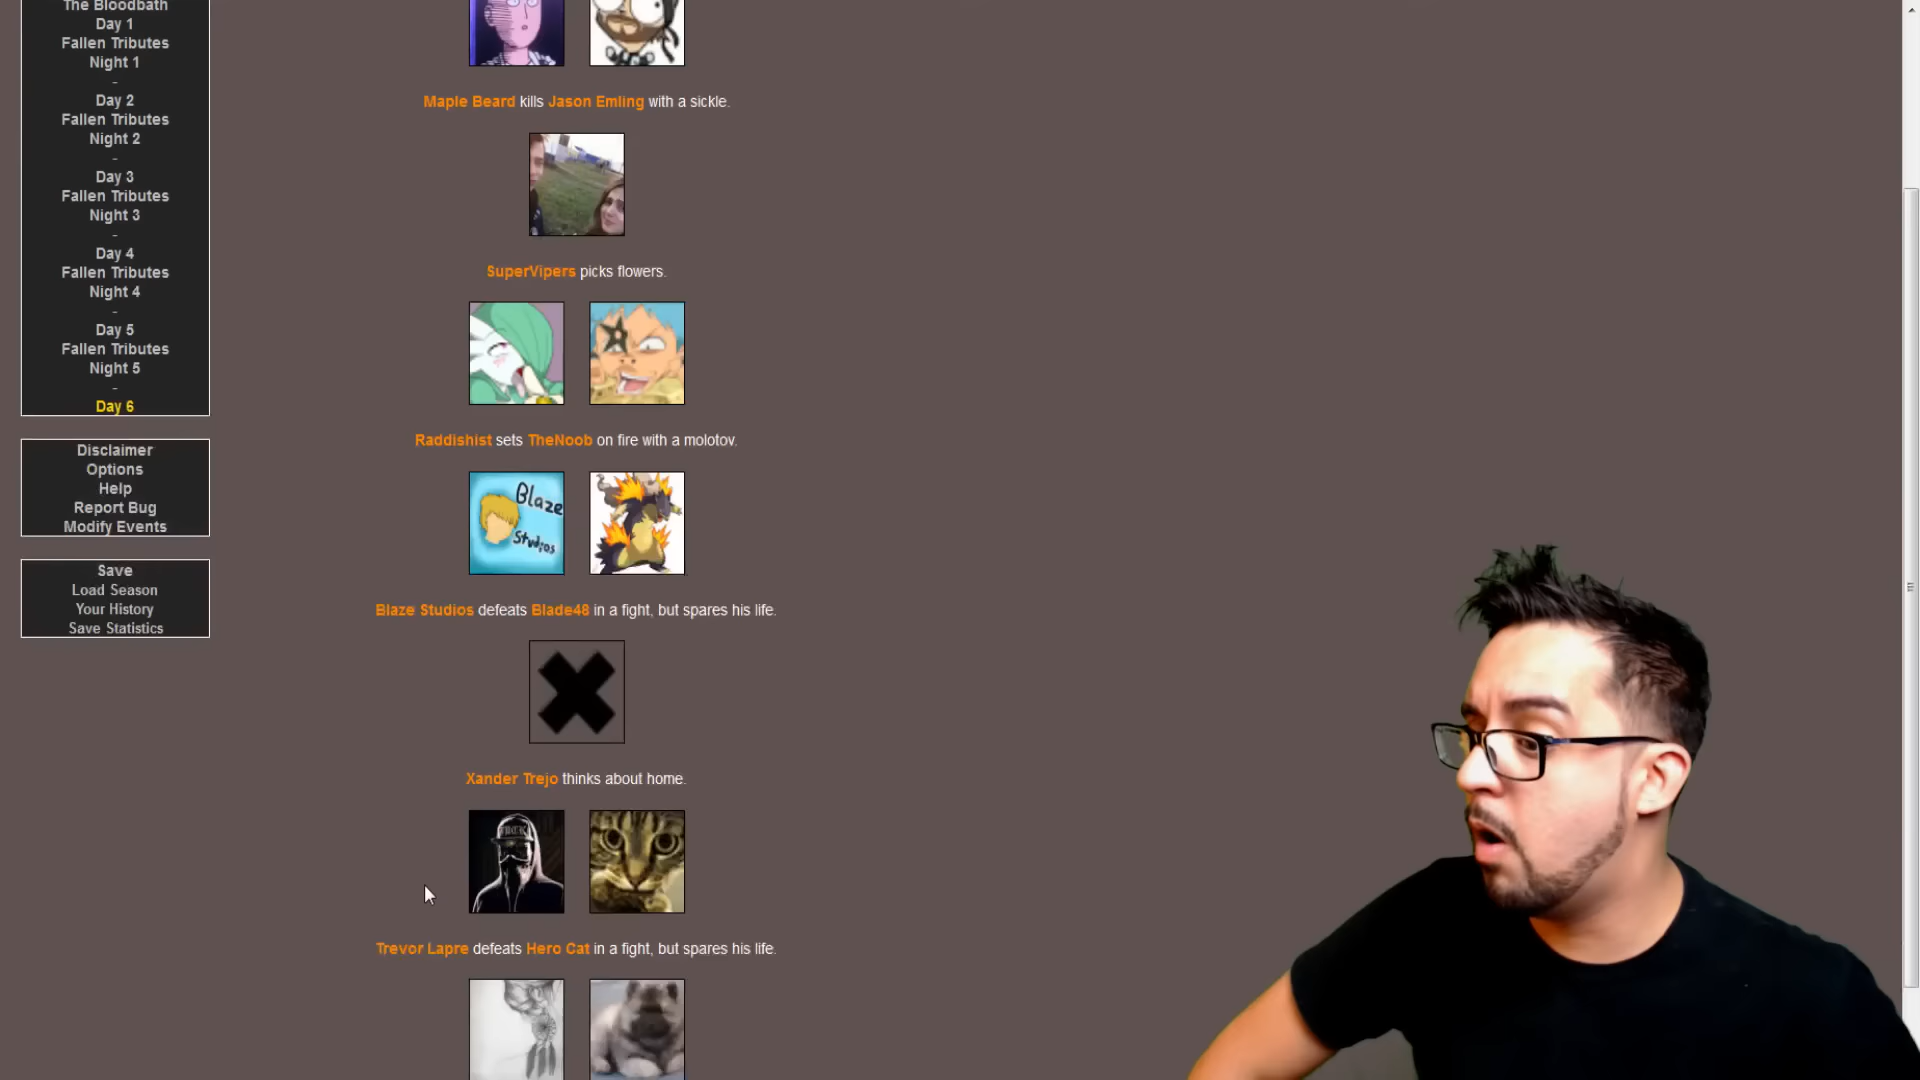 The Bloodbath
Day 1
Fallen Tributes
Night 1
-
Day 2
Fallen Tributes
Night 2
-
Day 3
Fallen Tributes
Night 3
-
Day 4
Fallen Tributes
Night 4
-
Day 5
Fallen Tributes
Night 5
-
Day 6
Disclaimer
Options
Help
Report Bug
Modify Events
Save
Load Season
Your History
Save Statistics
Maple Beard kills Jason Emling with a sickle.
SuperVipers picks flowers.
Raddishist sets TheNoob on fire with a molotov.
Blaze
Studios
Blaze Studios defeats Blade48 in a fight, but spares his life.
Xander Trejo thinks about home.
Trevor Lapre defeats Hero Cat in a fight, but spares his life.